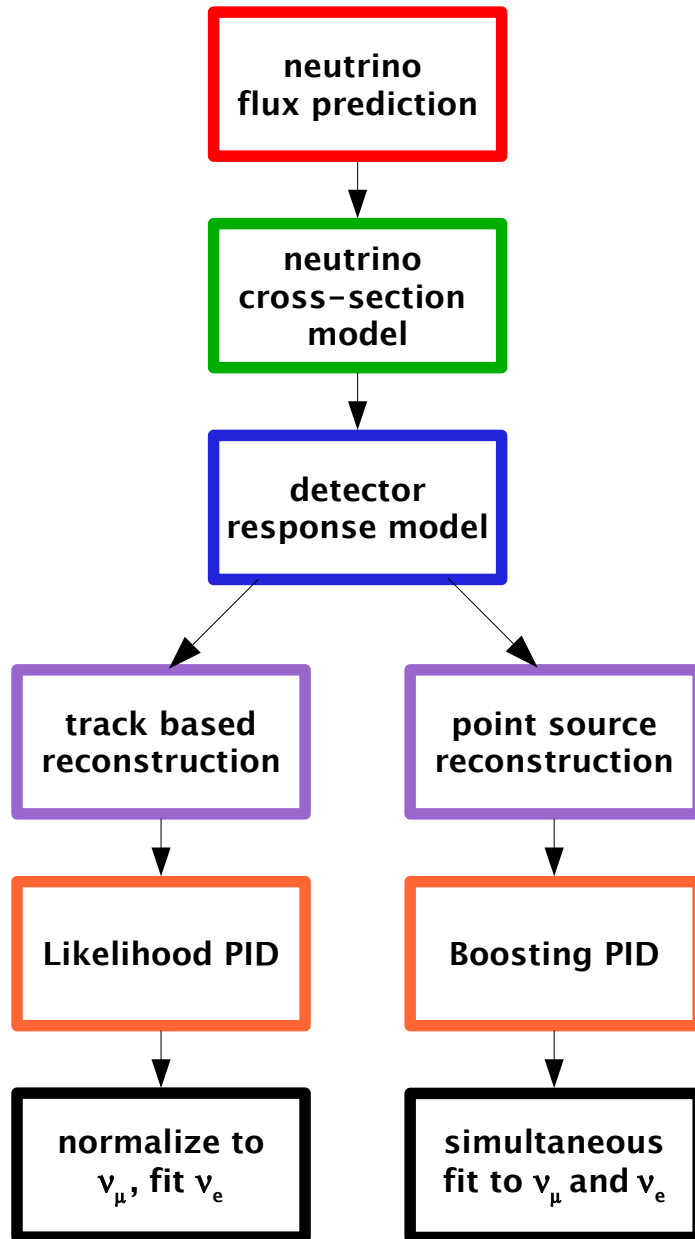 neutrino
flux prediction
neutrino
cross-section
model
detector
response model
track based
reconstruction
point source
reconstruction
Likelihood PID
Boosting PID
normalize to
νμ, fit νe
simultaneous
fit to νμ and νe